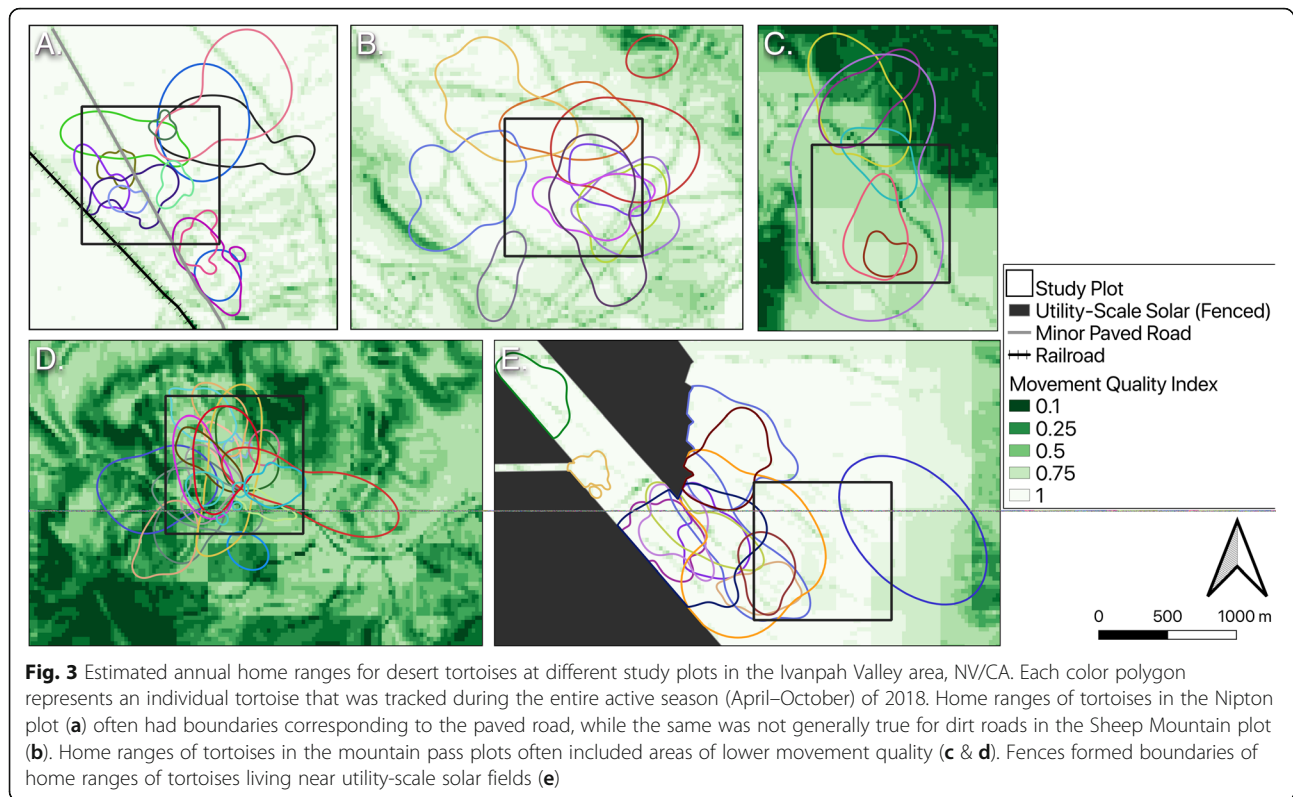 A.
B.
C.
D.
E.
Study Plot
Utility-Scale Solar (Fenced)
Minor Paved Road
Railroad
Movement Quality Index
0.1
0.25
0.5
0.75
1
0 500 1000 m
Fig. 3 Estimated annual home ranges for desert tortoises at different study plots in the Ivanpah Valley area, NV/CA. Each color polygon
represents an individual tortoise that was tracked during the entire active season (April–October) of 2018. Home ranges of tortoises in the Nipton
plot (a) often had boundaries corresponding to the paved road, while the same was not generally true for dirt roads in the Sheep Mountain plot
(b). Home ranges of tortoises in the mountain pass plots often included areas of lower movement quality (c & d). Fences formed boundaries of
home ranges of tortoises living near utility-scale solar fields (e)